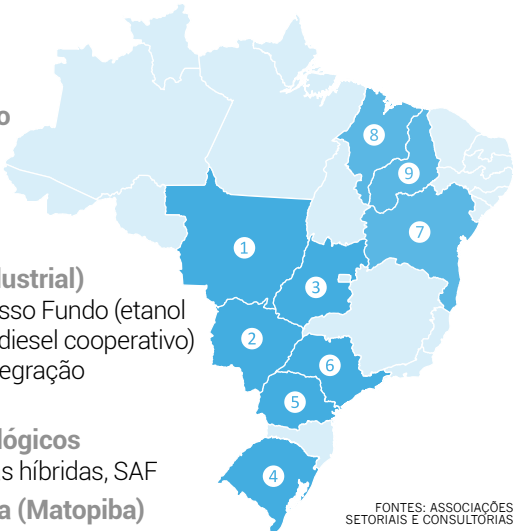 o
dustrial)
sso Fundo (etanol
diesel cooperativo)
egração
lógicos
s híbridas, SAF
a (Matopiba)
8
9
7
1
3
2
6
5
4
FONTES: ASSOCIAÇÕES
SETORIAIS E CONSULTORIAS